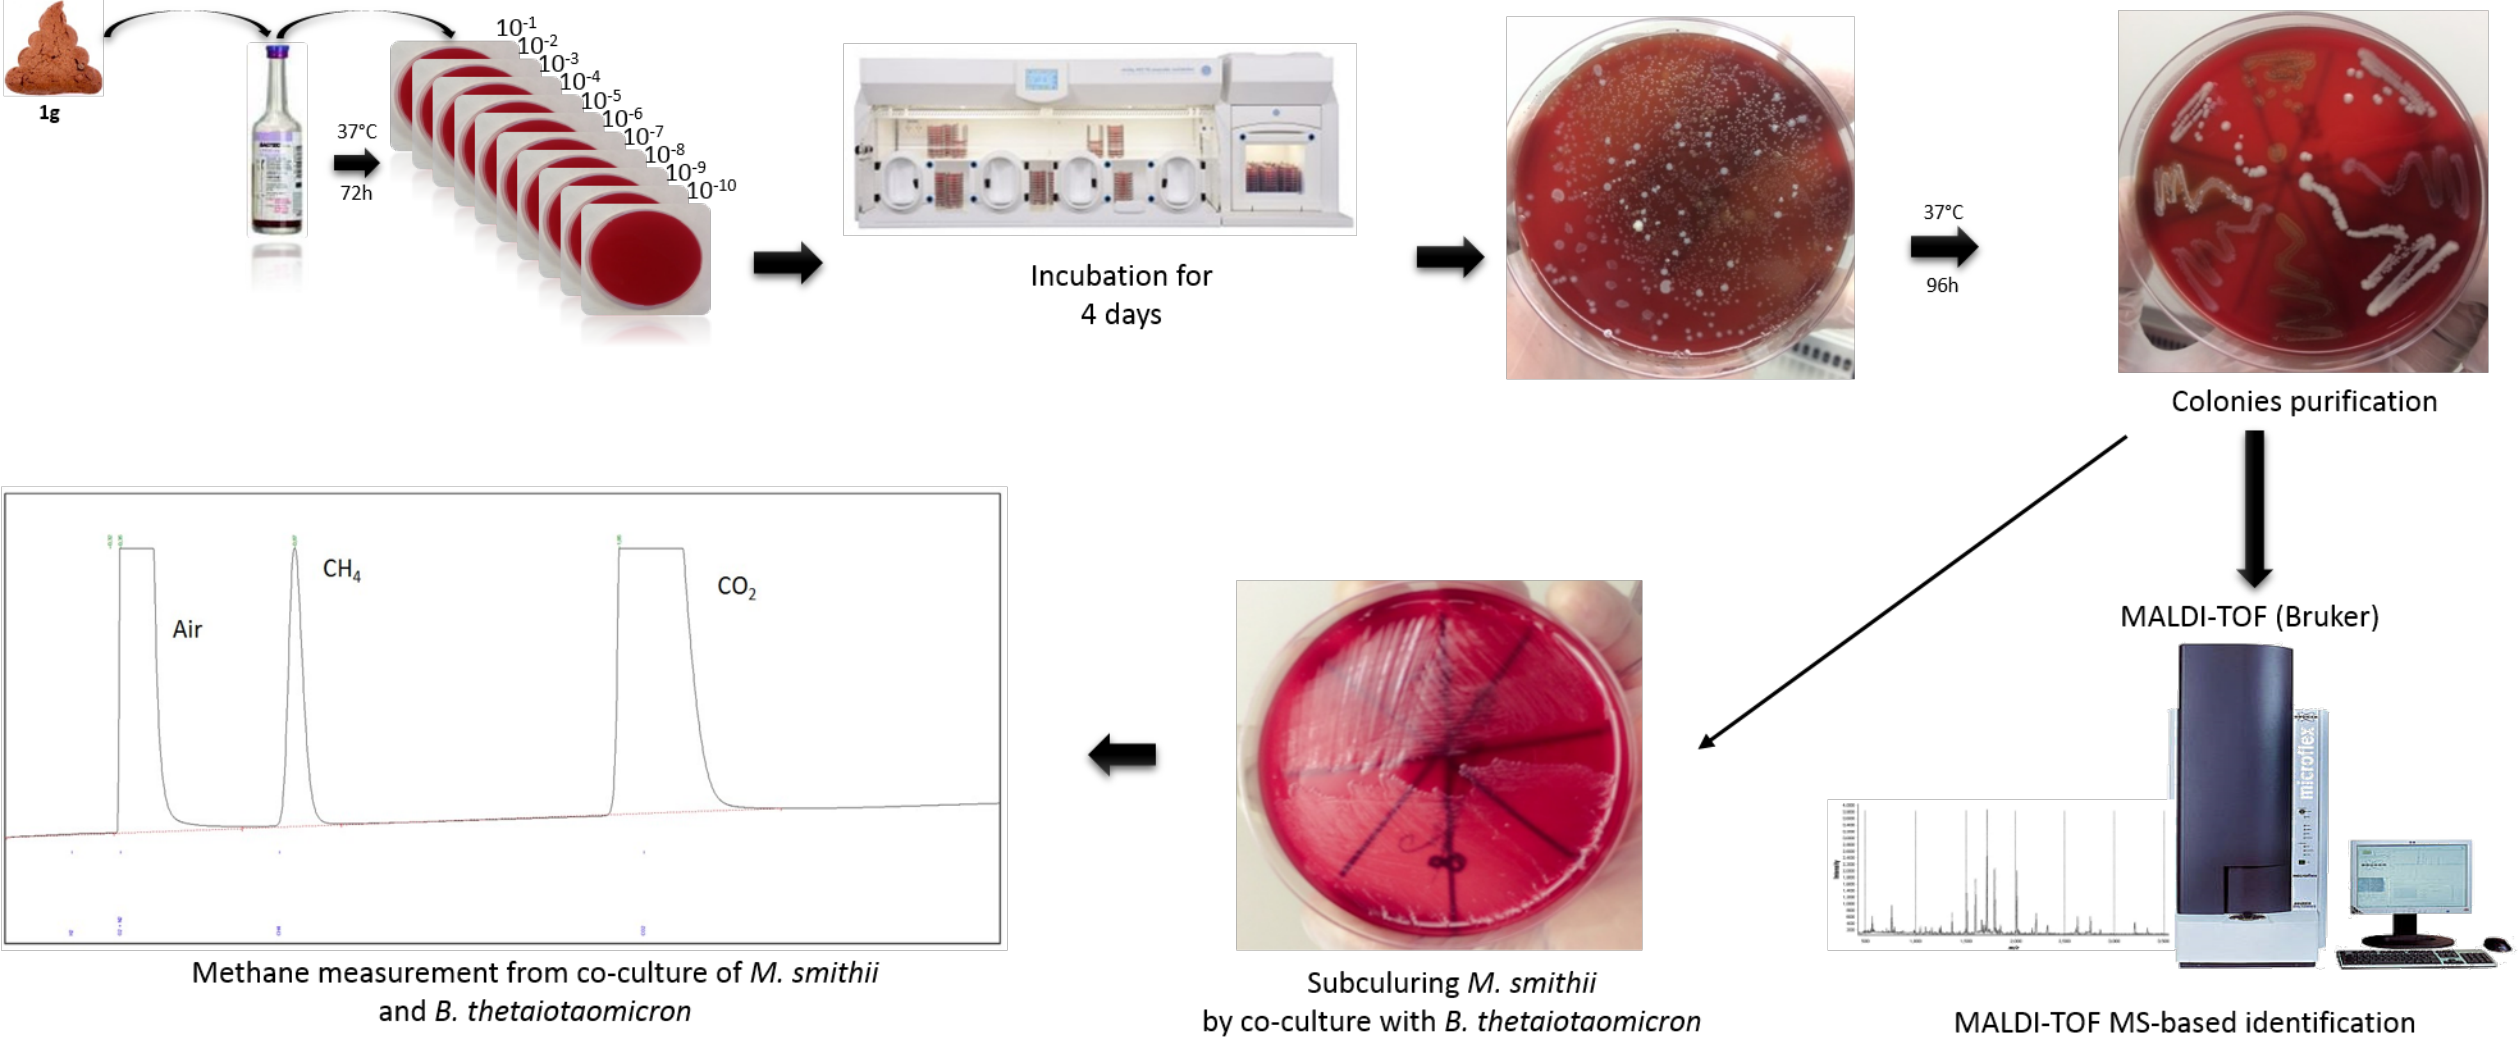 1g
37°C
72h
10-1
10-2
10-3
10-4
10-5
10-6
10-7
10-8
10-9
10-10
Incubation for
4 days
37°C
96h
Colonies purification
MALDI-TOF (Bruker)
microflex
MALDI-TOF MS-based identification
Subculuring M. smithii
by co-culture with B. thetaiotaomicron
Air
CH4
CO2
Methane measurement from co-culture of M. smithii
and B. thetaiotaomicron